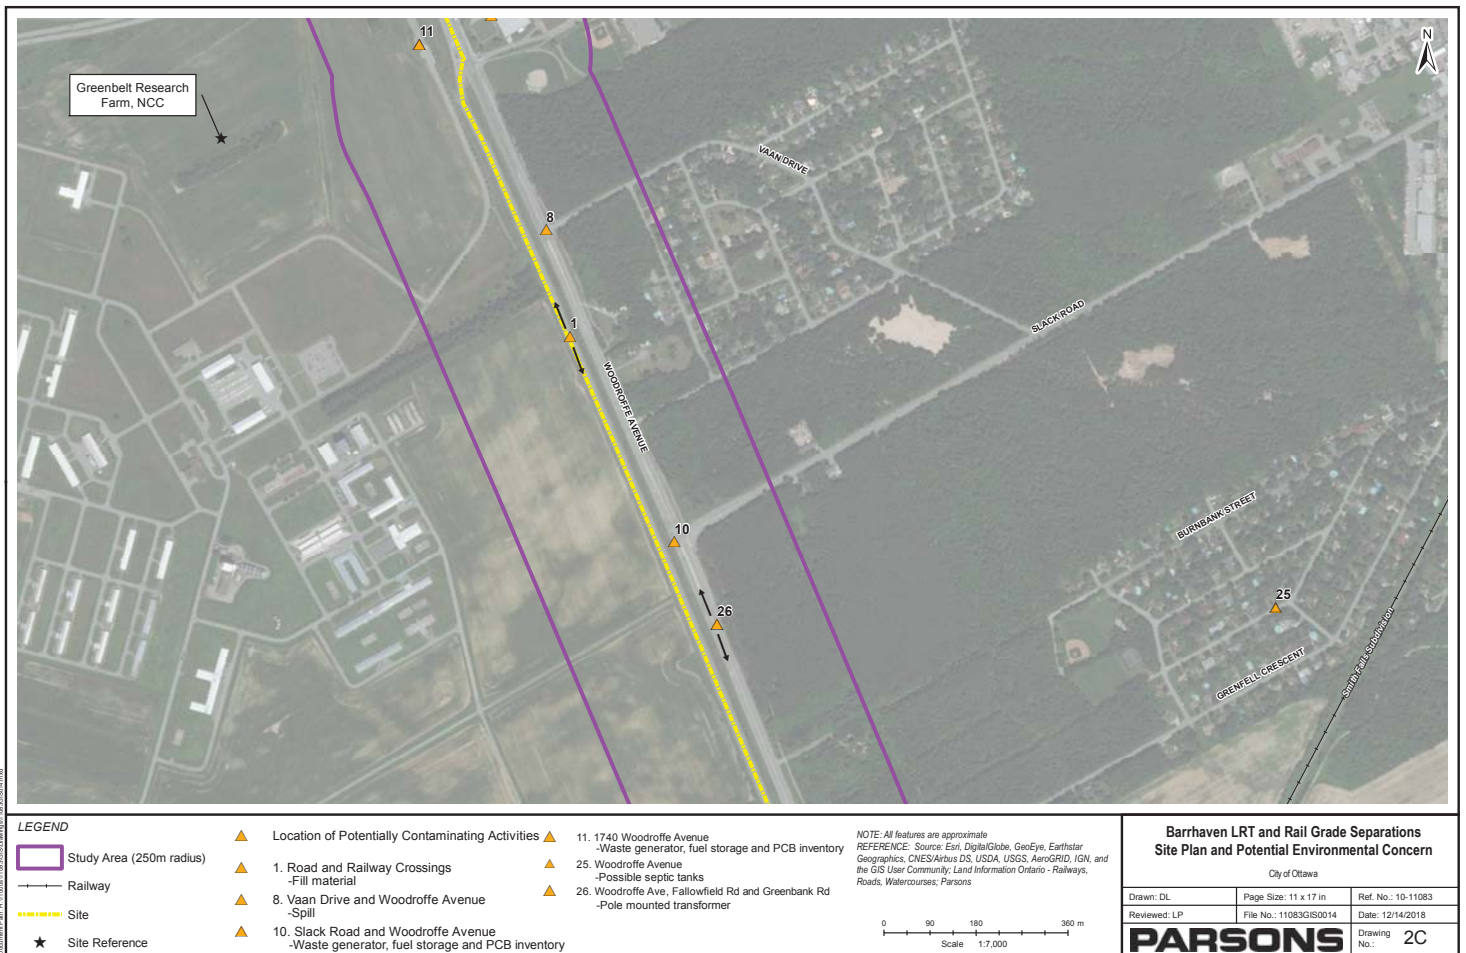 11
N
Greenbelt Research
Farm, NCC
VAAN DRIVE
8
1
SLACK ROAD
WOODROFFE AVENUE
10
BURNBANK STREET
26
25
GRENFELL CRESCENT
Smith Falls Subdivision
LEGEND
Study Area (250m radius)
Railway
Site
Site Reference
Location of Potentially Contaminating Activities
1. Road and Railway Crossings
-Fill material
8. Vaan Drive and Woodroffe Avenue
-Spill
10. Slack Road and Woodroffe Avenue
-Waste generator, fuel storage and PCB inventory
11. 1740 Woodroffe Avenue
-Waste generator, fuel storage and PCB inventory
25. Woodroffe Avenue
-Possible septic tanks
26. Woodroffe Ave, Fallowfield Rd and Greenbank Rd
-Pole mounted transformer
NOTE: All features are approximate
REFERENCE: Source: Esri, DigitalGlobe, GeoEye, Earthstar
Geographics, CNES/Airbus DS, USDA, USGS, AeroGRID, IGN, and
the GIS User Community; Land Information Ontario - Railways,
Roads, Watercourses; Parsons
0 90 180 360 m
Scale 1:7,000
Barrhaven LRT and Rail Grade Separations
Site Plan and Potential Environmental Concern
City of Ottawa
Drawn: DL Page Size: 11 x 17 in Ref. No.: 10-11083
Reviewed: LP File No.: 11083GIS0014 Date: 12/14/2018
PARSONS Drawing No.: 2C